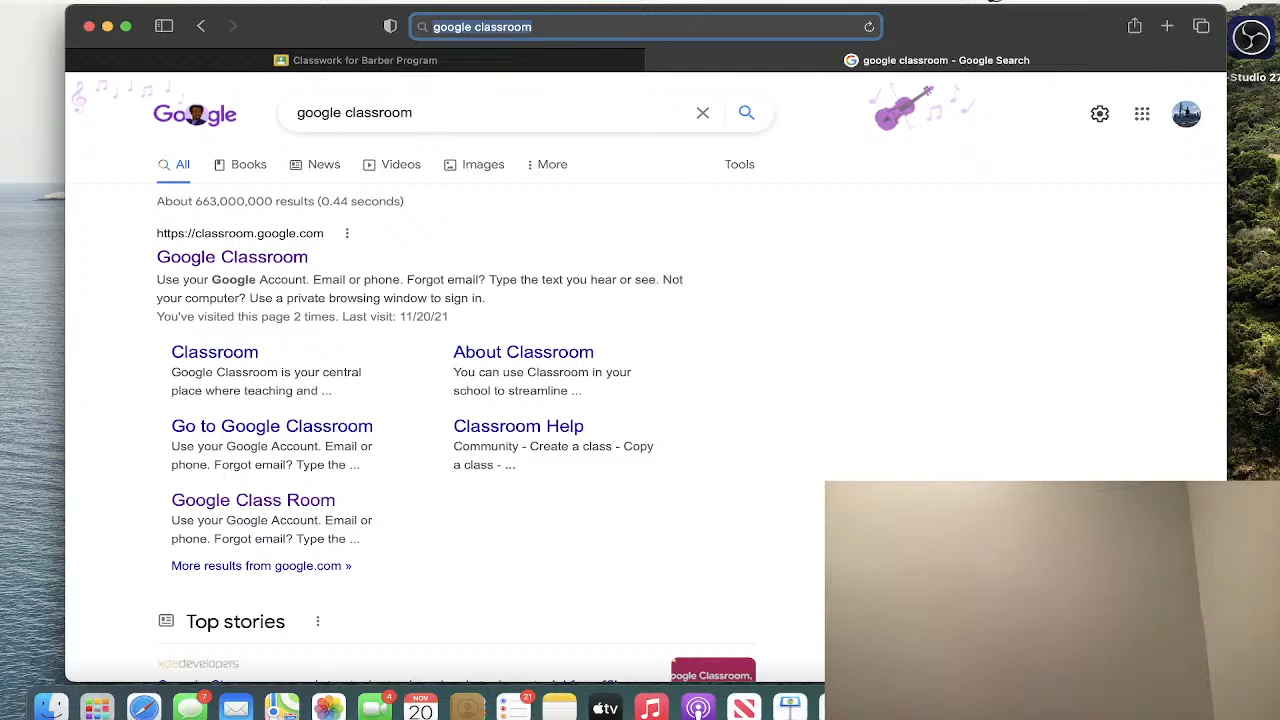 google classroom
Classwork for Barber Program
google classroom - Google Search
Studio 27
Google
google classroom
All
Books
News
Videos
Images
More
Tools
About 663,000,000 results (0.44 seconds)
https://classroom.google.com
Google Classroom
Use your Google Account. Email or phone. Forgot email? Type the text you hear or see. Not
your computer? Use a private browsing window to sign in.
You've visited this page 2 times. Last visit: 11/20/21
Classroom
Google Classroom is your central
place where teaching and ...
About Classroom
You can use Classroom in your
school to streamline ...
Go to Google Classroom
Use your Google Account. Email or
phone. Forgot email? Type the ...
Classroom Help
Community - Create a class - Copy
a class - ...
Google Class Room
Use your Google Account. Email or
phone. Forgot email? Type the ...
More results from google.com »
Top stories
xdadevelopers
oogle Classroom,
7
4
NOV
20
21
tv